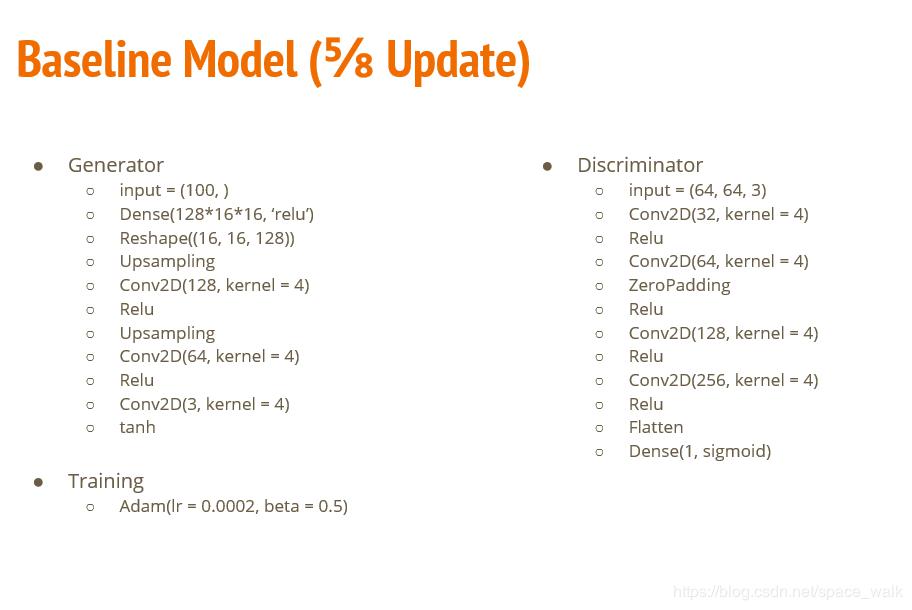 Baseline Model (⅝ Update)
● Generator
○ input = (100, )
○ Dense(128*16*16, ‘relu’)
○ Reshape((16, 16, 128))
○ Upsampling
○ Conv2D(128, kernel = 4)
○ Relu
○ Upsampling
○ Conv2D(64, kernel = 4)
○ Relu
○ Conv2D(3, kernel = 4)
○ tanh
● Training
○ Adam(lr = 0.0002, beta = 0.5)
● Discriminator
○ input = (64, 64, 3)
○ Conv2D(32, kernel = 4)
○ Relu
○ Conv2D(64, kernel = 4)
○ ZeroPadding
○ Relu
○ Conv2D(128, kernel = 4)
○ Relu
○ Conv2D(256, kernel = 4)
○ Relu
○ Flatten
○ Dense(1, sigmoid)
https://blog.csdn.net/space_walk